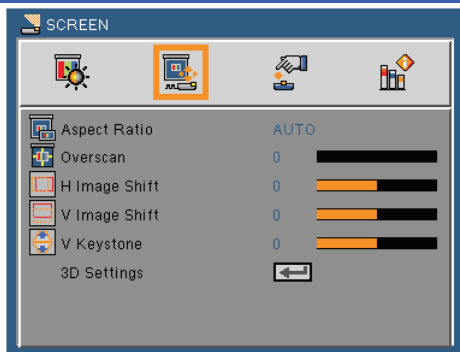 SCREEN
Aspect Ratio AUTO
Overscan 0
H Image Shift 0
V Image Shift 0
V Keystone 0
3D Settings